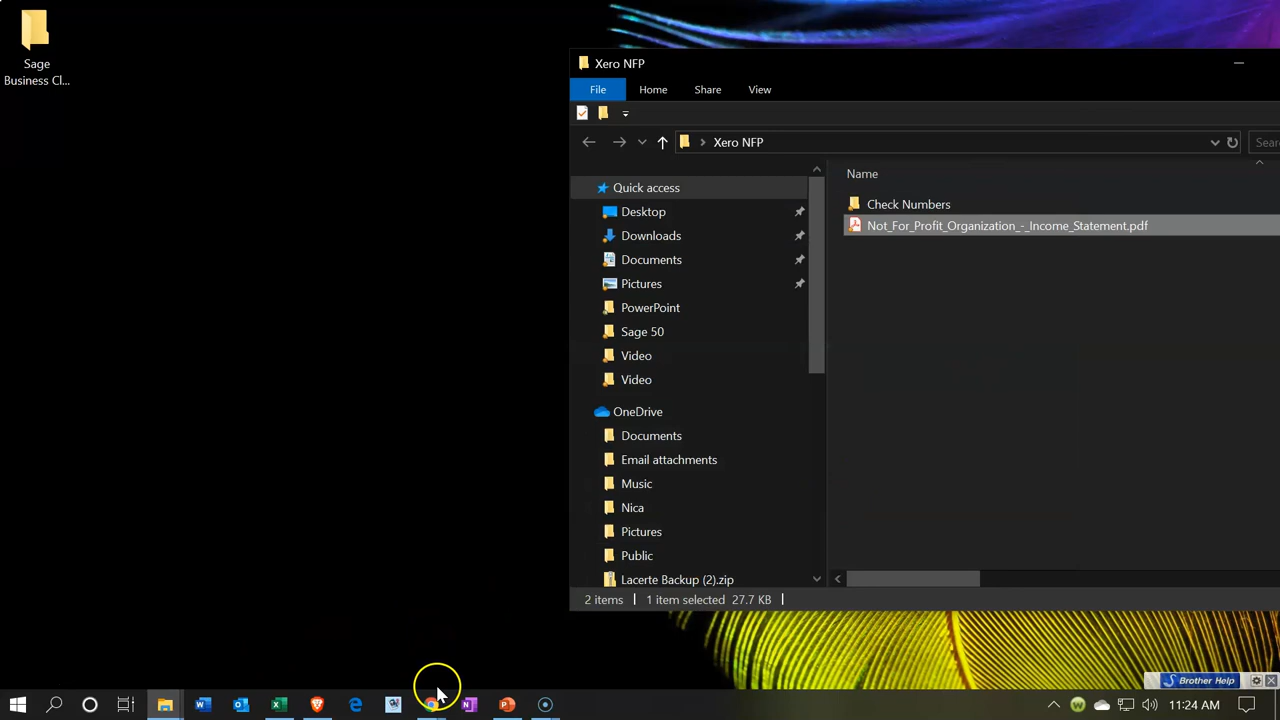 Sage
Business Cl...
Xero NFP
File
Home
Share
View
Xero NFP
Sear
Name
Quick access
Desktop
Downloads
Documents
Pictures
PowerPoint
Sage 50
Video
Video
OneDrive
Documents
Email attachments
Music
Nica
Pictures
Public
Lacerte Backup (2).zip
Check Numbers
Not_For_Profit_Organization_-_Income_Statement.pdf
2 items
1 item selected 27.7 KB
Brother Help
11:24 AM